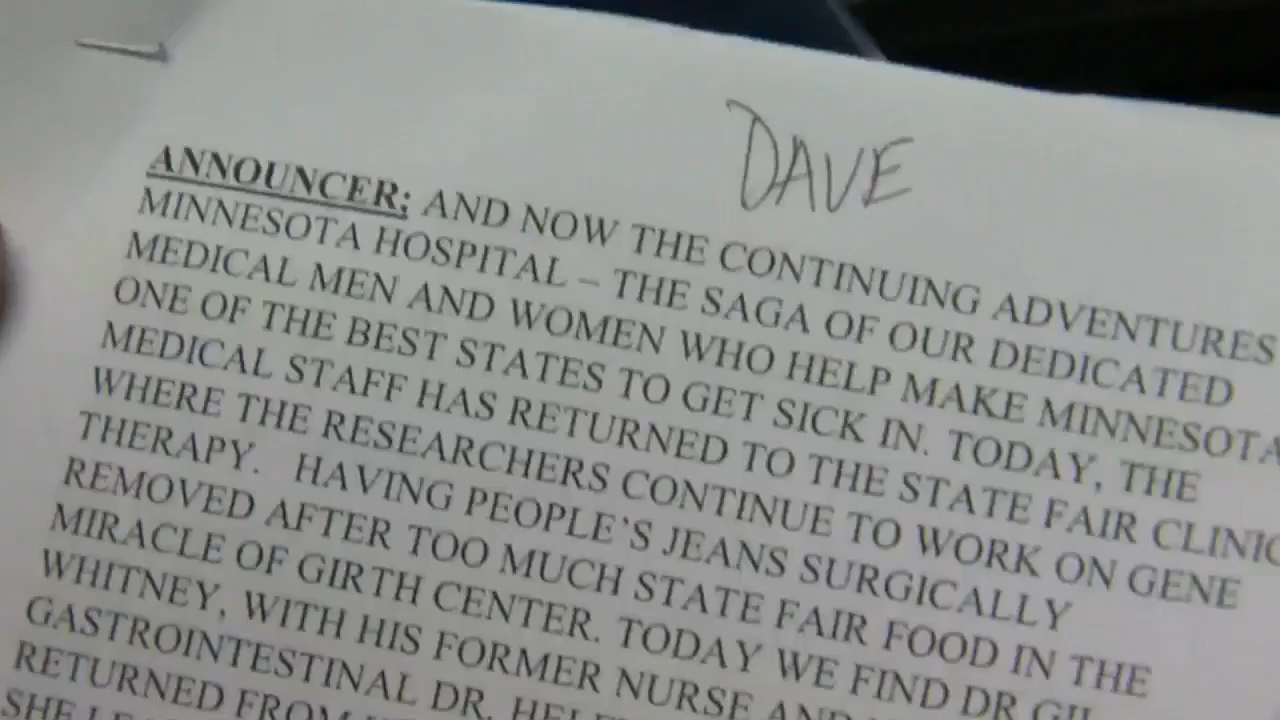 DAVE
ANNOUNCER; AND NOW THE CONTINUING ADVENTURES
MINNESOTA HOSPITAL – THE SAGA OF OUR DEDICATED
MEDICAL MEN AND WOMEN WHO HELP MAKE MINNESOTA
ONE OF THE BEST STATES TO GET SICK IN. TODAY, THE
MEDICAL STAFF HAS RETURNED TO THE STATE FAIR CLINIC
WHERE THE RESEARCHERS CONTINUE TO WORK ON GENE
THERAPY. HAVING PEOPLE'S JEANS SURGICALLY
REMOVED AFTER TOO MUCH STATE FAIR FOOD IN THE
MIRACLE OF GIRTH CENTER. TODAY WE FIND DR GIL
WHITNEY, WITH HIS FORMER NURSE AND
GASTROINTESTINAL DR.
RETURNED FROM
SHE